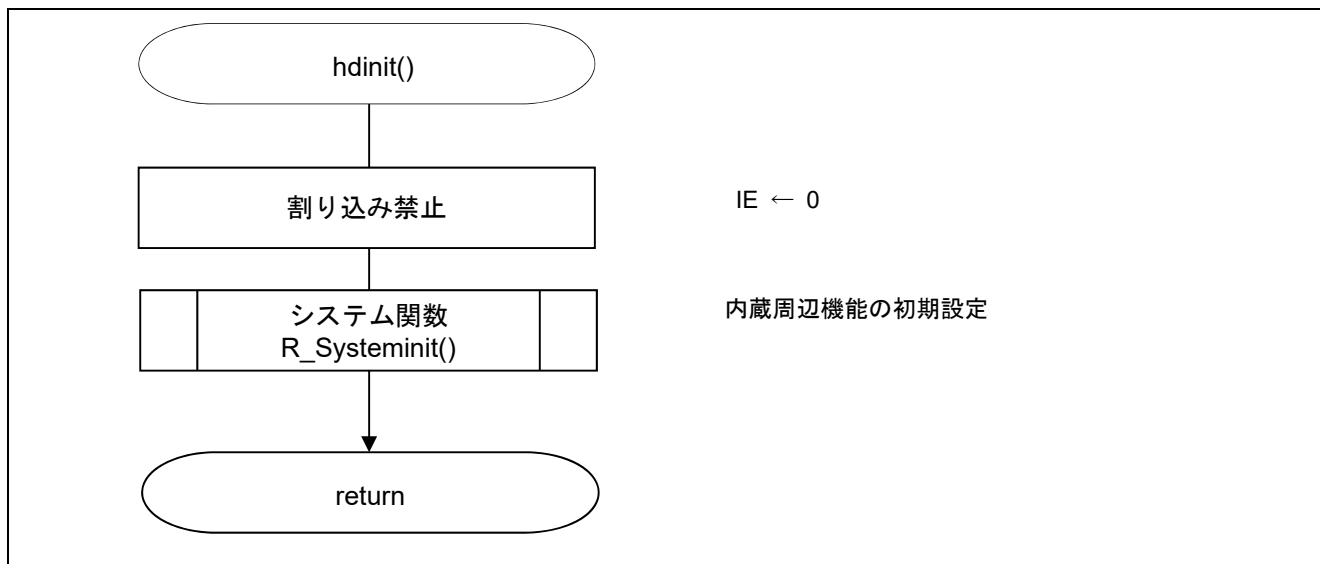 hdinit()
割り込み禁止
IE ← 0
システム関数
R_Systeminit()
内蔵周辺機能の初期設定
return